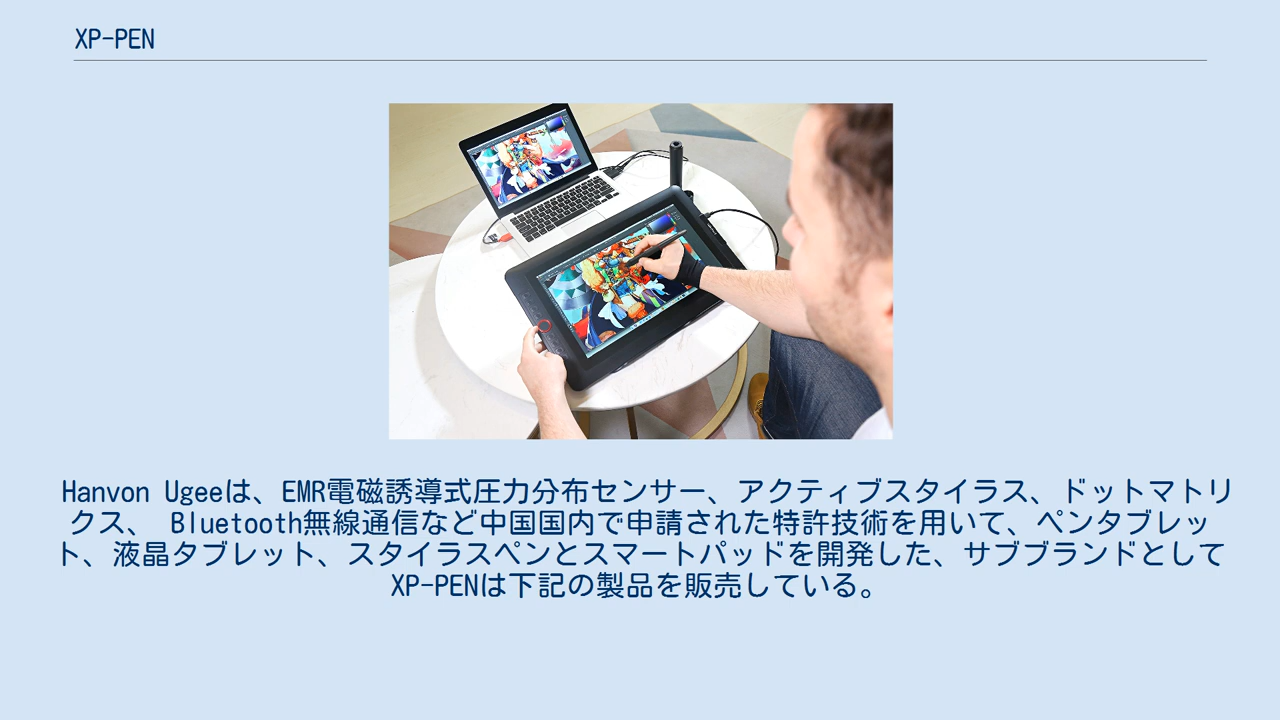 XP-PEN
Hanvon Ugeeは、EMR電磁誘導式圧力分布センサー、アクティブスタイラス、ドットマトリ
クス、 Bluetooth無線通信など中国国内で申請された特許技術を用いて、ペンタブレッ
ト、液晶タブレット、スタイラスペンとスマートパッドを開発した、サブブランドとして
XP-PENは下記の製品を販売している。